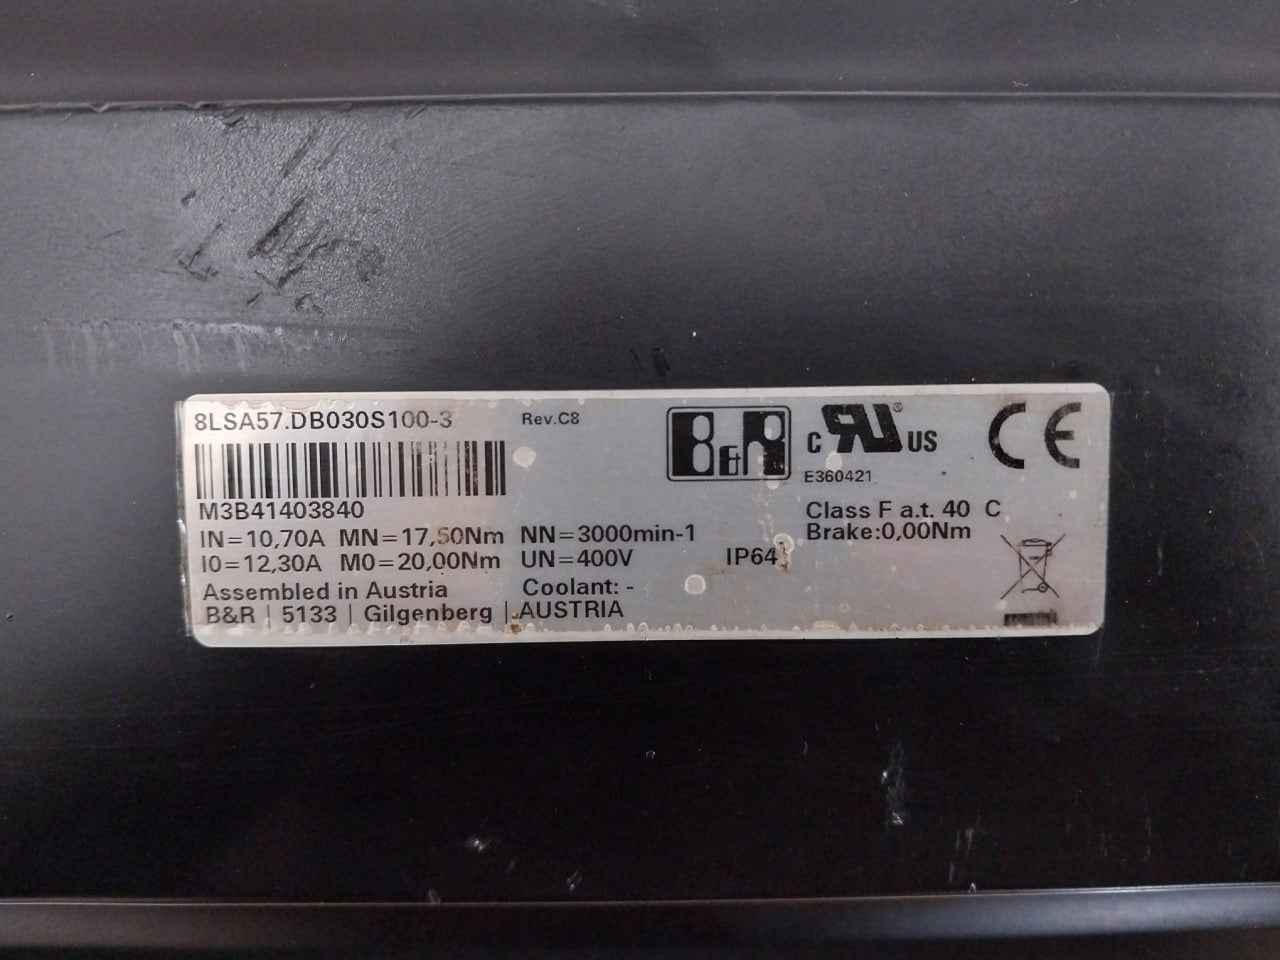 8LSA57.DB030S100-3 Rev.C8
B&R
c RU ® US
CE
E360421
M3B41403840
Class F a.t. 40 C
IN=10,70A MN=17,50Nm NN=3000min-1
Brake:0,00Nm
I0=12,30A M0=20,00Nm UN=400V IP64
Assembled in Austria Coolant: -
B&R | 5133 | Gilgenberg | AUSTRIA